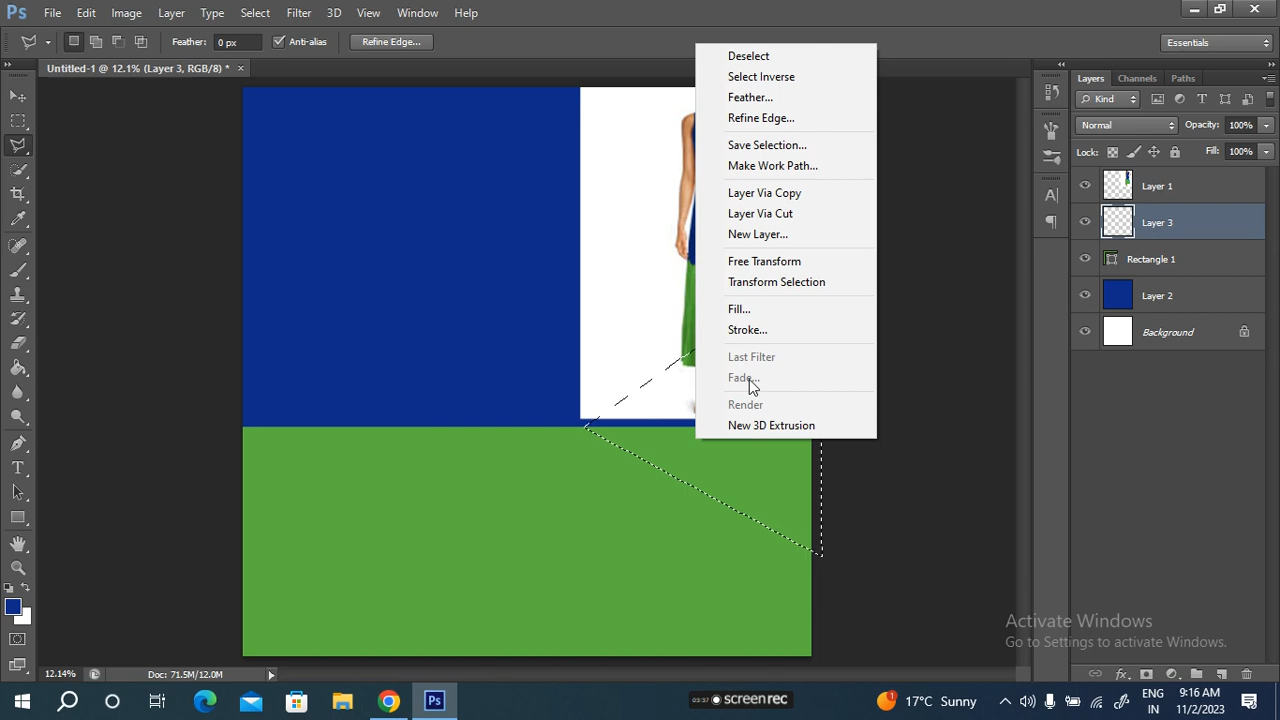 Ps File Edit Image Layer Type Select Filter 3D View Window Help
Feather: 0 px Anti-alias Refine Edge... Essentials
Untitled-1 @ 12.1% (Layer 3, RGB/8) * ×
Deselect
Select Inverse
Feather...
Refine Edge...
Save Selection...
Make Work Path...
Layer Via Copy
Layer Via Cut
New Layer...
Free Transform
Transform Selection
Fill...
Stroke...
Last Filter
Fade...
Render
New 3D Extrusion
Layers Channels Paths
Kind
Normal Opacity: 100%
Lock: Fill: 100%
Layer 1
Layer 3
Rectangle 1
Layer 2
Background
Activate Windows
Go to Settings to activate Windows.
12.14% Doc: 71.5M/12.0M
Ps
03:37 screenrec
1 17°C Sunny
ENG
IN
9:16 AM
11/2/2023